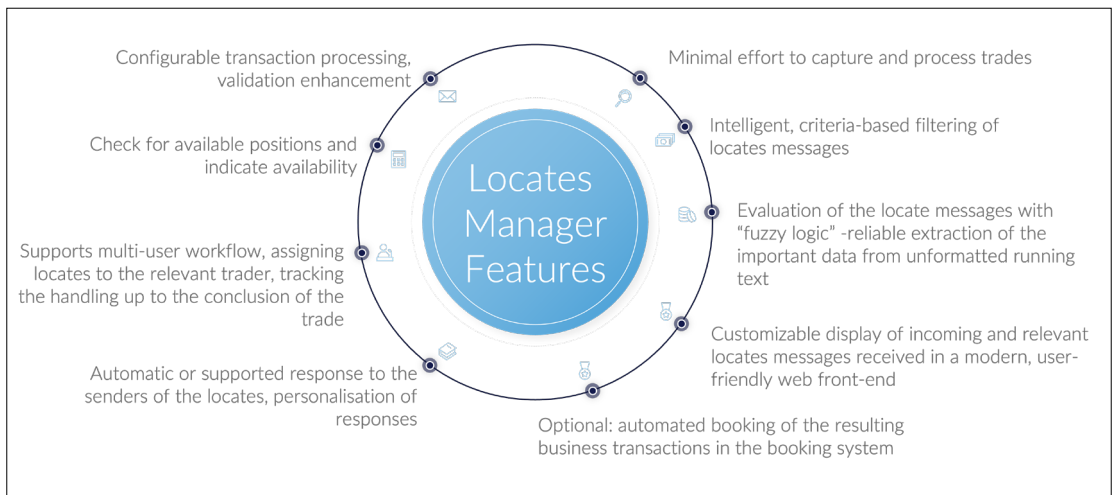 Locates
Manager
Features
Minimal effort to capture and process trades
Intelligent, criteria-based filtering of
locates messages
Evaluation of the locate messages with
“fuzzy logic” -reliable extraction of the
important data from unformatted running
text
Customizable display of incoming and relevant
locates messages received in a modern, user-
friendly web front-end
Optional: automated booking of the resulting
business transactions in the booking system
Automatic or supported response to the
senders of the locates, personalisation of
responses
Supports multi-user workflow, assigning
locates to the relevant trader, tracking
the handling up to the conclusion of the
trade
Check for available positions and
indicate availability
Configurable transaction processing,
validation enhancement